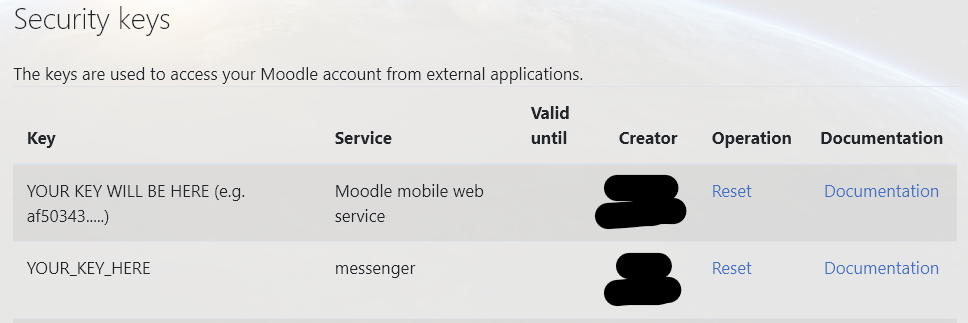 Security keys
The keys are used to access your Moodle account from external applications.
Key Service Valid until Creator Operation Documentation
YOUR KEY WILL BE HERE (e.g. af50343.....) Moodle mobile web service Reset Documentation
YOUR_KEY_HERE messenger Reset Documentation